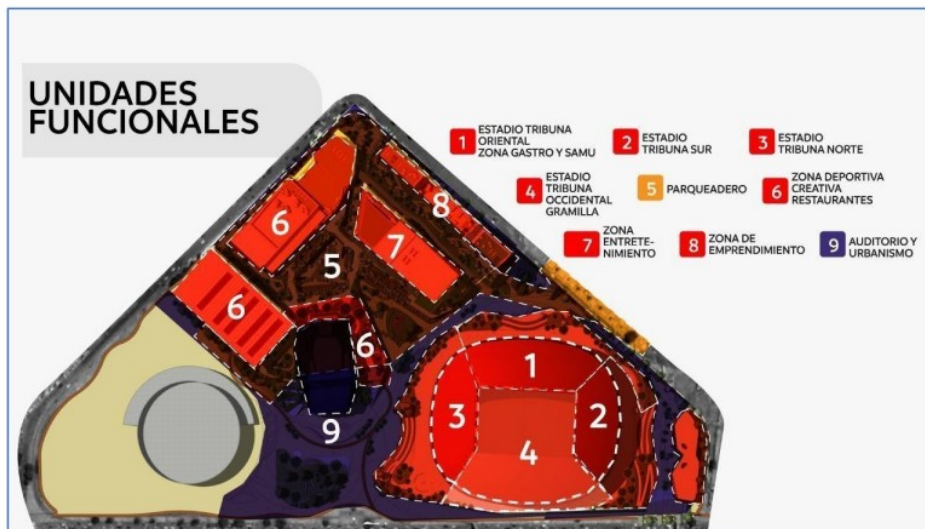 UNIDADES
FUNCIONALES
1 ESTADIO TRIBUNA
ORIENTAL
ZONA GASTRO Y SAMU
2 ESTADIO
TRIBUNA SUR
3 ESTADIO
TRIBUNA NORTE
4 ESTADIO
TRIBUNA
OCCIDENTAL
GRAMILLA
5 PARQUEADERO
6 ZONA DEPORTIVA
CREATIVA
RESTAURANTES
7 ZONA
ENTRETE-
NIMIENTO
8 ZONA DE
EMPRENDIMIENTO
9 AUDITORIO Y
URBANISMO
8
6
7
5
6
6
1
3
2
9
4